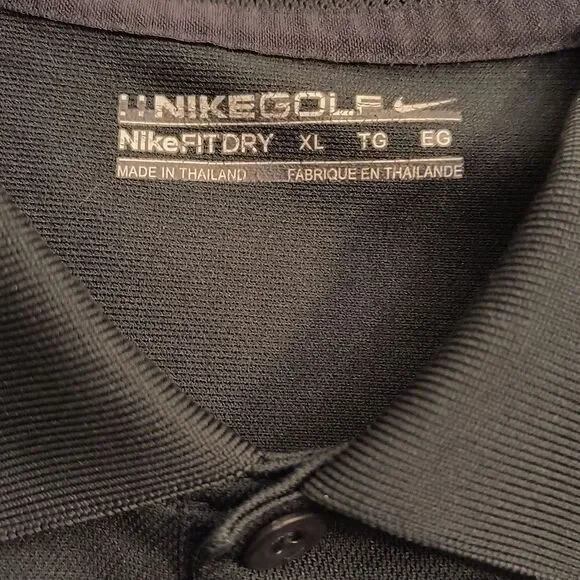 NIKEGOLF
NikeFITDRY XL TG EG
MADE IN THAILAND FABRIQUE EN THAILANDE